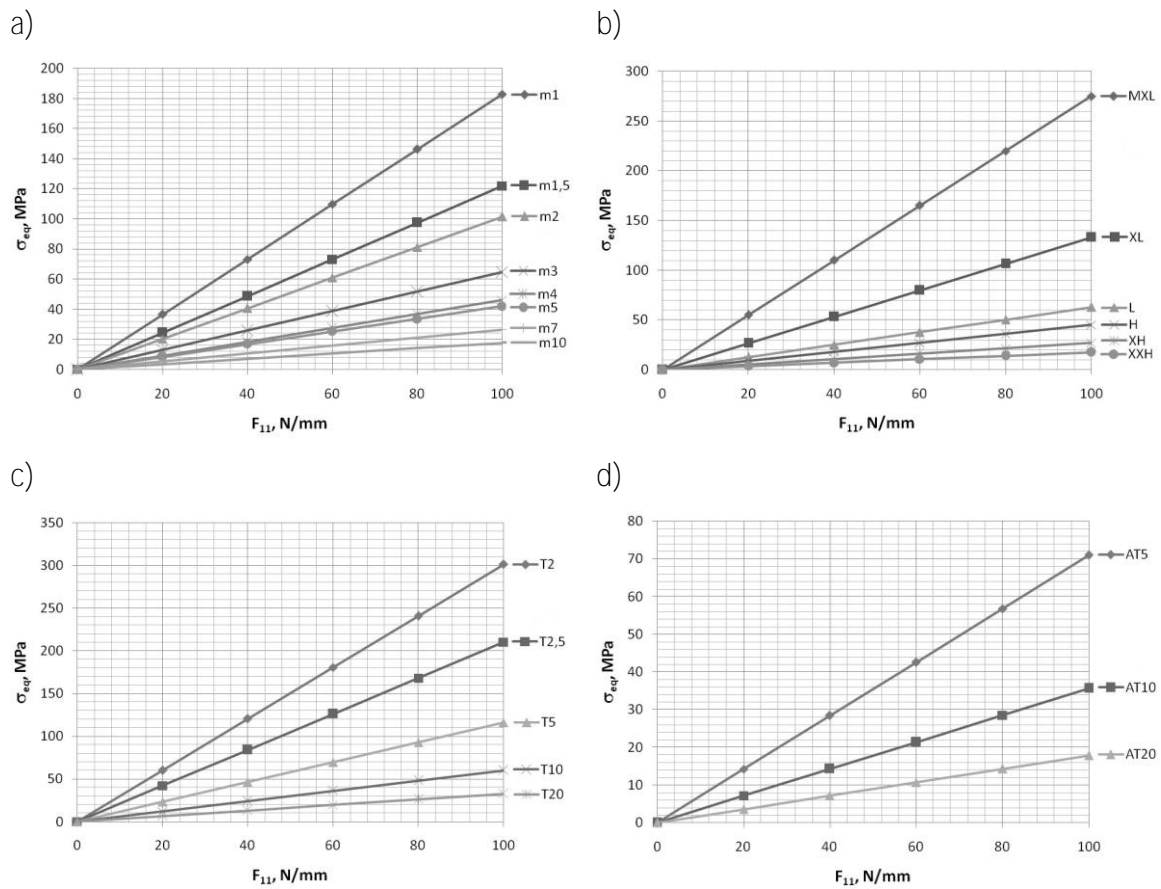 a)
200
180
160
140
120
100
80
60
40
20
0
σeq, MPa
0 20 40 60 80 100
F11, N/mm
m1
m1,5
m2
m3
m4
m5
m7
m10
b)
300
250
200
150
100
50
0
σeq, MPa
0 20 40 60 80 100
F11, N/mm
MXL
XL
L
H
XH
XXH
c)
350
300
250
200
150
100
50
0
σeq, MPa
0 20 40 60 80 100
F11, N/mm
T2
T2,5
T5
T10
T20
d)
80
70
60
50
40
30
20
10
0
σeq, MPa
0 20 40 60 80 100
F11, N/mm
AT5
AT10
AT20